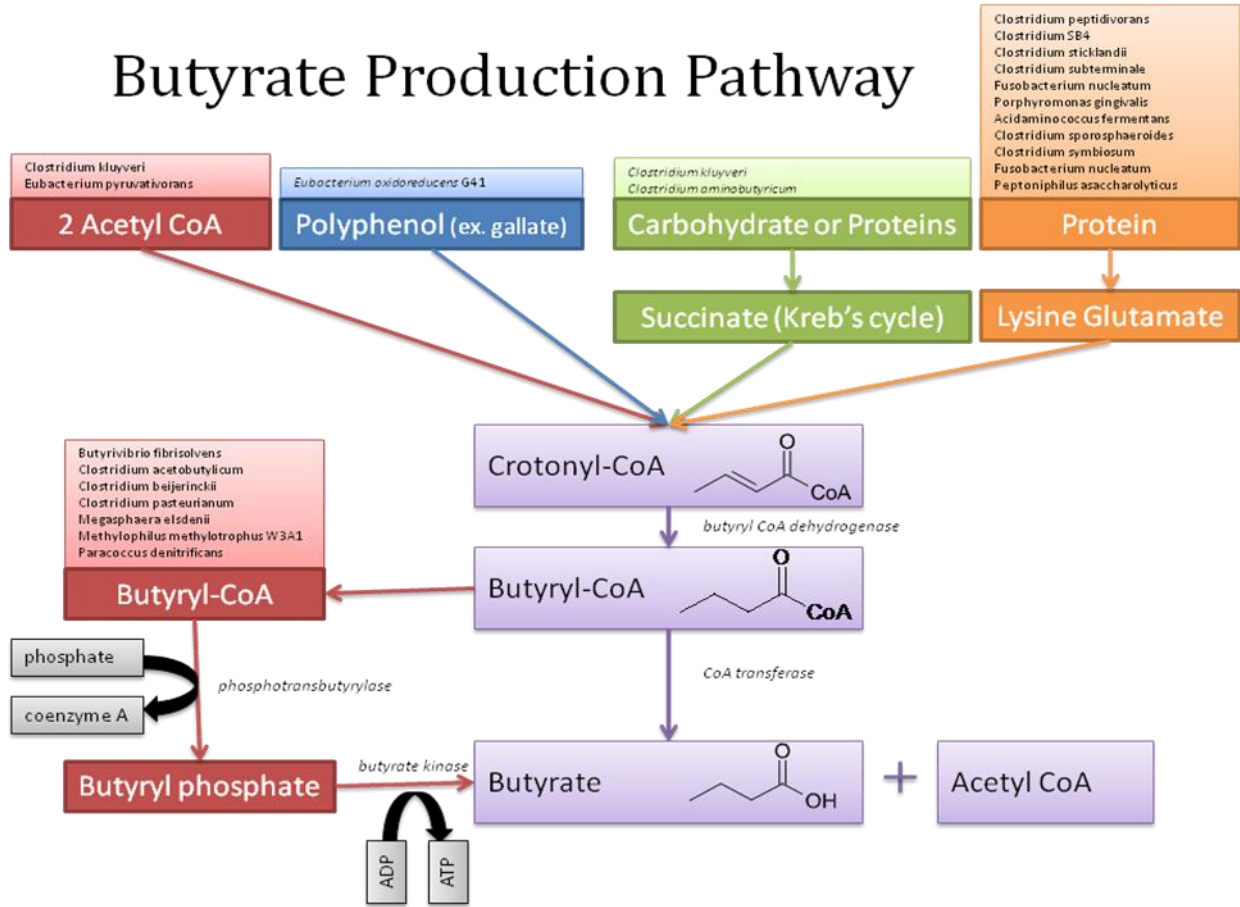 Butyrate Production Pathway
Clostridium peptidivorans
Clostridium SB4
Clostridium sticklandii
Clostridium subterminale
Fusobacterium nucleatum
Porphyromonas gingivalis
Acidaminococcus fermentans
Clostridium sporosphaeroides
Clostridium symbiosum
Fusobacterium nucleatum
Peptoniphilus asaccharolyticus
Clostridium kluyveri
Eubacterium pyruvativorans
Eubacterium oxidoreducens G41
Clostridium kluyveri
Clostridium aminobutyricum
2 Acetyl CoA
Polyphenol (ex. gallate)
Carbohydrate or Proteins
Protein
Succinate (Kreb's cycle)
Lysine Glutamate
Crotonyl-CoA
O
CoA
butyryl CoA dehydrogenase
Butyrivibrio fibrisolvens
Clostridium acetobutylicum
Clostridium beijerinckii
Clostridium pasteurianum
Megasphaera elsdenii
Methylophilus methylotrophus W3A1
Paracoccus denitrificans
Butyryl-CoA
Butyryl-CoA
O
CoA
phosphate
coenzyme A
phosphotransbutyrylase
CoA transferase
Butyryl phosphate
butyrate kinase
Butyrate
O
OH
+
Acetyl CoA
ADP
ATP